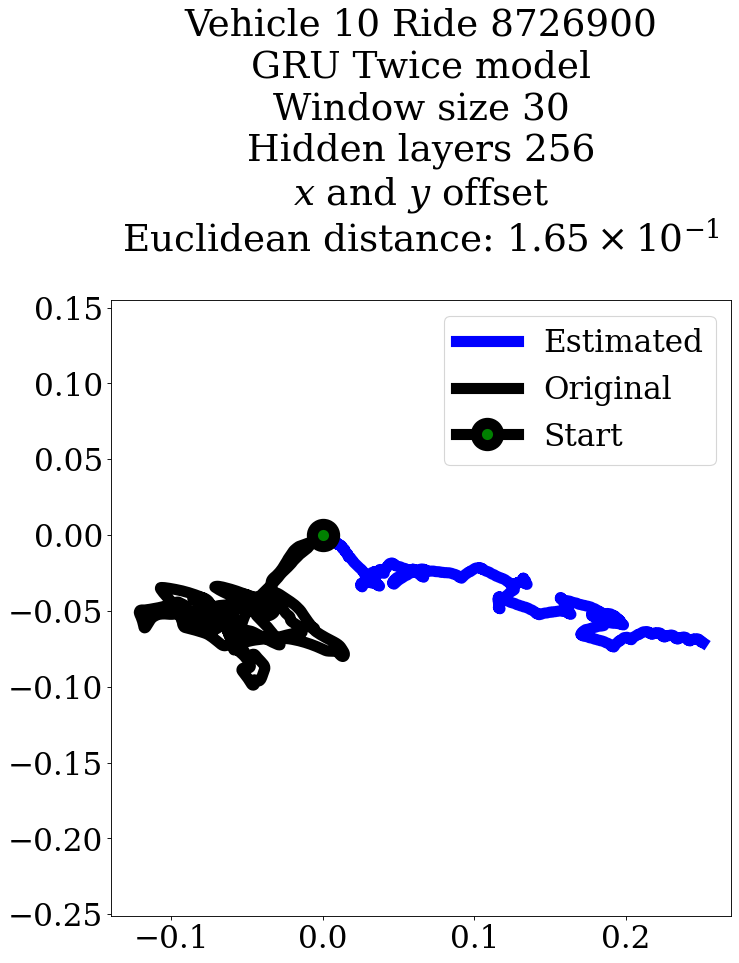 Vehicle 10 Ride 8726900
GRU Twice model
Window size 30
Hidden layers 256
x and y offset
Euclidean distance: 1.65 × 10⁻¹
Estimated
Original
Start
0.15
0.10
0.05
0.00
−0.05
−0.10
−0.15
−0.20
−0.25
−0.1 0.0 0.1 0.2